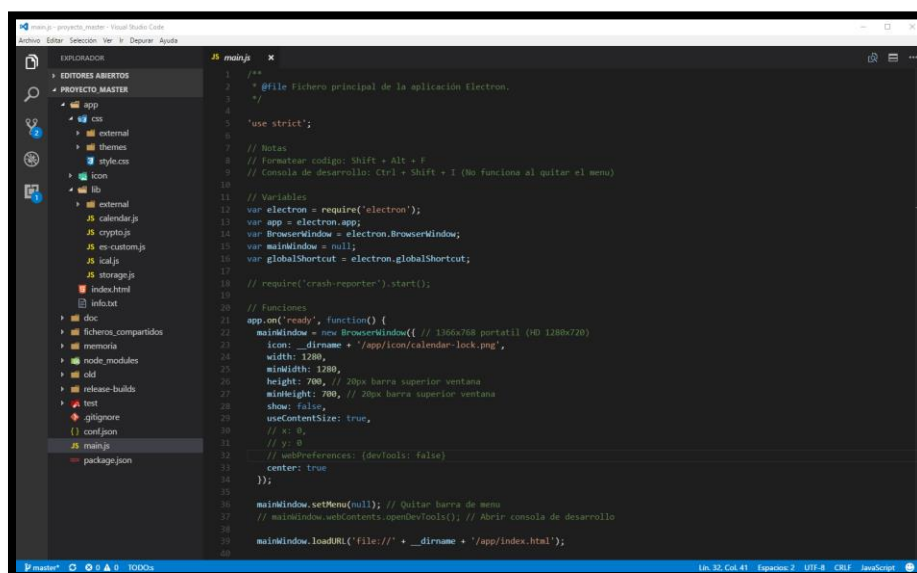 main.js - proyecto_master - Visual Studio Code
Archivo Editar Selección Ver Ir Depurar Ayuda
EXPLORADOR
EDITORES ABIERTOS
PROYECTO_MASTER
app
css
external
themes
style.css
icon
lib
external
JS calendar.js
JS crypto.js
JS es-custom.js
JS ical.js
JS storage.js
index.html
info.txt
doc
ficheros_compartidos
memoria
node_modules
old
release-builds
test
.gitignore
{ } conf.json
JS main.js
package.json
2
1
JS main.js ×
1 /**
2 * @file Fichero principal de la aplicación Electron.
3 */
4
5 'use strict';
6
7 // Notas
8 // Formatear codigo: Shift + Alt + F
9 // Consola de desarrollo: Ctrl + Shift + I (No funciona al quitar el menu)
10
11 // Variables
12 var electron = require('electron');
13 var app = electron.app;
14 var BrowserWindow = electron.BrowserWindow;
15 var mainWindow = null;
16 var globalShortcut = electron.globalShortcut;
17
18 // require('crash-reporter').start();
19
20 // Funciones
21 app.on('ready', function() {
22 mainWindow = new BrowserWindow({ // 1366x768 portatil (HD 1280x720)
23 icon: __dirname + '/app/icon/calendar-lock.png',
24 width: 1280,
25 minWidth: 1280,
26 height: 700, // 20px barra superior ventana
27 minHeight: 700, // 20px barra superior ventana
28 show: false,
29 useContentSize: true,
30 // x: 0,
31 // y: 0
32 // webPreferences: {devTools: false}
33 center: true
34 });
35
36 mainWindow.setMenu(null); // Quitar barra de menu
37 // mainWindow.webContents.openDevTools(); // Abrir consola de desarrollo
38
39 mainWindow.loadURL('file://' + __dirname + '/app/index.html');
40
master* 0 0 TODO:s
Lín. 32, Col. 41 Espacios: 2 UTF-8 CRLF JavaScript